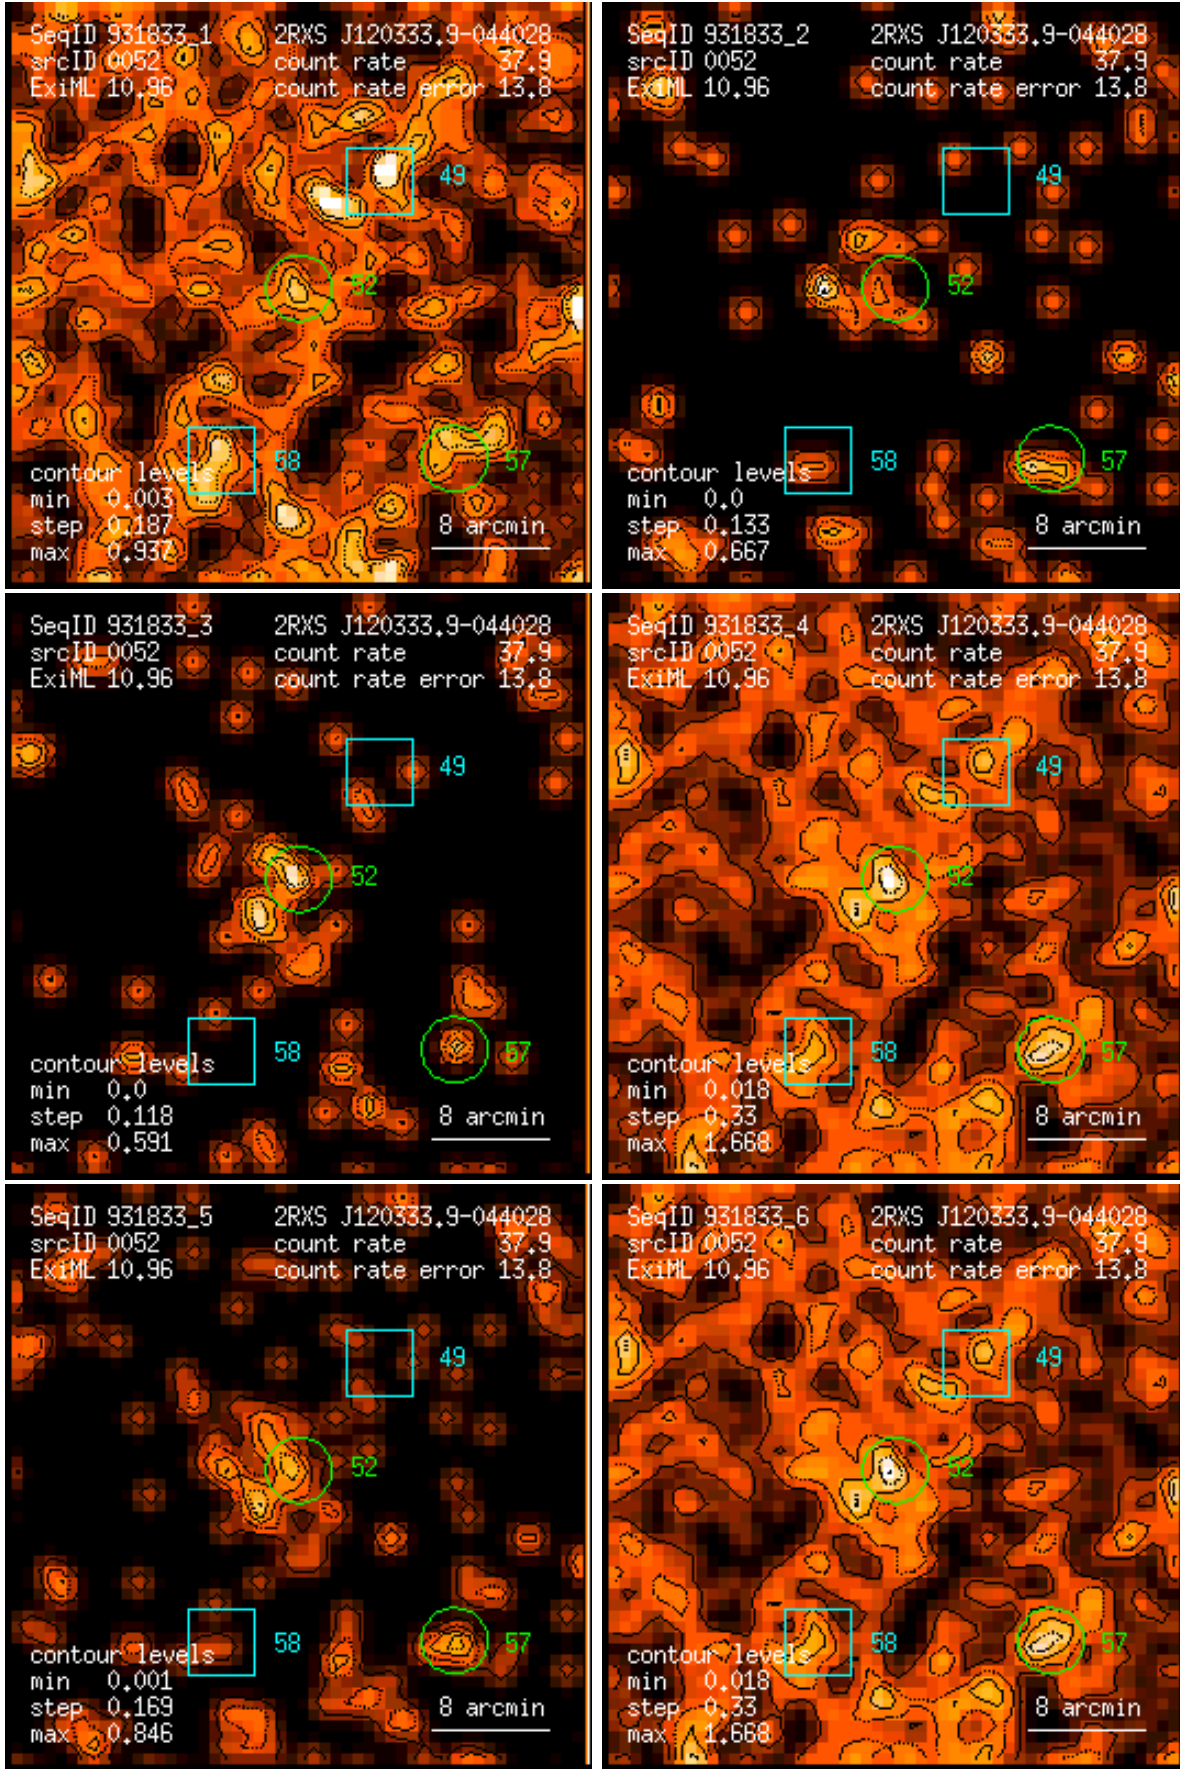 SeqID 931833_1 2RXS J120333.9-044028
srcID 0052 count rate 37.9
ExiML 10.96 count rate error 13.8
49
52
58
57
contour levels
min 0.003
step 0.187
max 0.937
8 arcmin
SeqID 931833_2 2RXS J120333.9-044028
srcID 0052 count rate 37.9
ExiML 10.96 count rate error 13.8
49
52
58
57
contour levels
min 0.0
step 0.133
max 0.667
8 arcmin
SeqID 931833_3 2RXS J120333.9-044028
srcID 0052 count rate 37.9
ExiML 10.96 count rate error 13.8
49
52
58
57
contour levels
min 0.0
step 0.118
max 0.591
8 arcmin
SeqID 931833_4 2RXS J120333.9-044028
srcID 0052 count rate 37.9
ExiML 10.96 count rate error 13.8
49
52
58
57
contour levels
min 0.018
step 0.33
max 1.668
8 arcmin
SeqID 931833_5 2RXS J120333.9-044028
srcID 0052 count rate 37.9
ExiML 10.96 count rate error 13.8
49
52
58
57
contour levels
min 0.001
step 0.169
max 0.846
8 arcmin
SeqID 931833_6 2RXS J120333.9-044028
srcID 0052 count rate 37.9
ExiML 10.96 count rate error 13.8
49
52
58
57
contour levels
min 0.018
step 0.33
max 1.668
8 arcmin